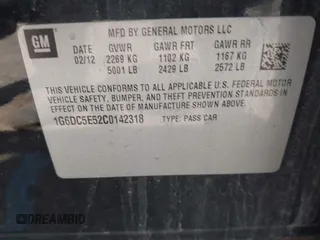 MFD BY GENERAL MOTORS LLC
GM
DATE GVWR GAWR FRT GAWR RR
02/12 2269 KG 1102 KG 1167 KG
5001 LB 2429 LB 2572 LB
THIS VEHICLE CONFORMS TO ALL APPLICABLE U.S. FEDERAL MOTOR
VEHICLE SAFETY, BUMPER, AND THEFT PREVENTION STANDARDS
IN EFFECT ON THE DATE OF MANUFACTURE SHOWN ABOVE.
1G6DC5E52C0142318 TYPE: PASS CAR
DREAMBID